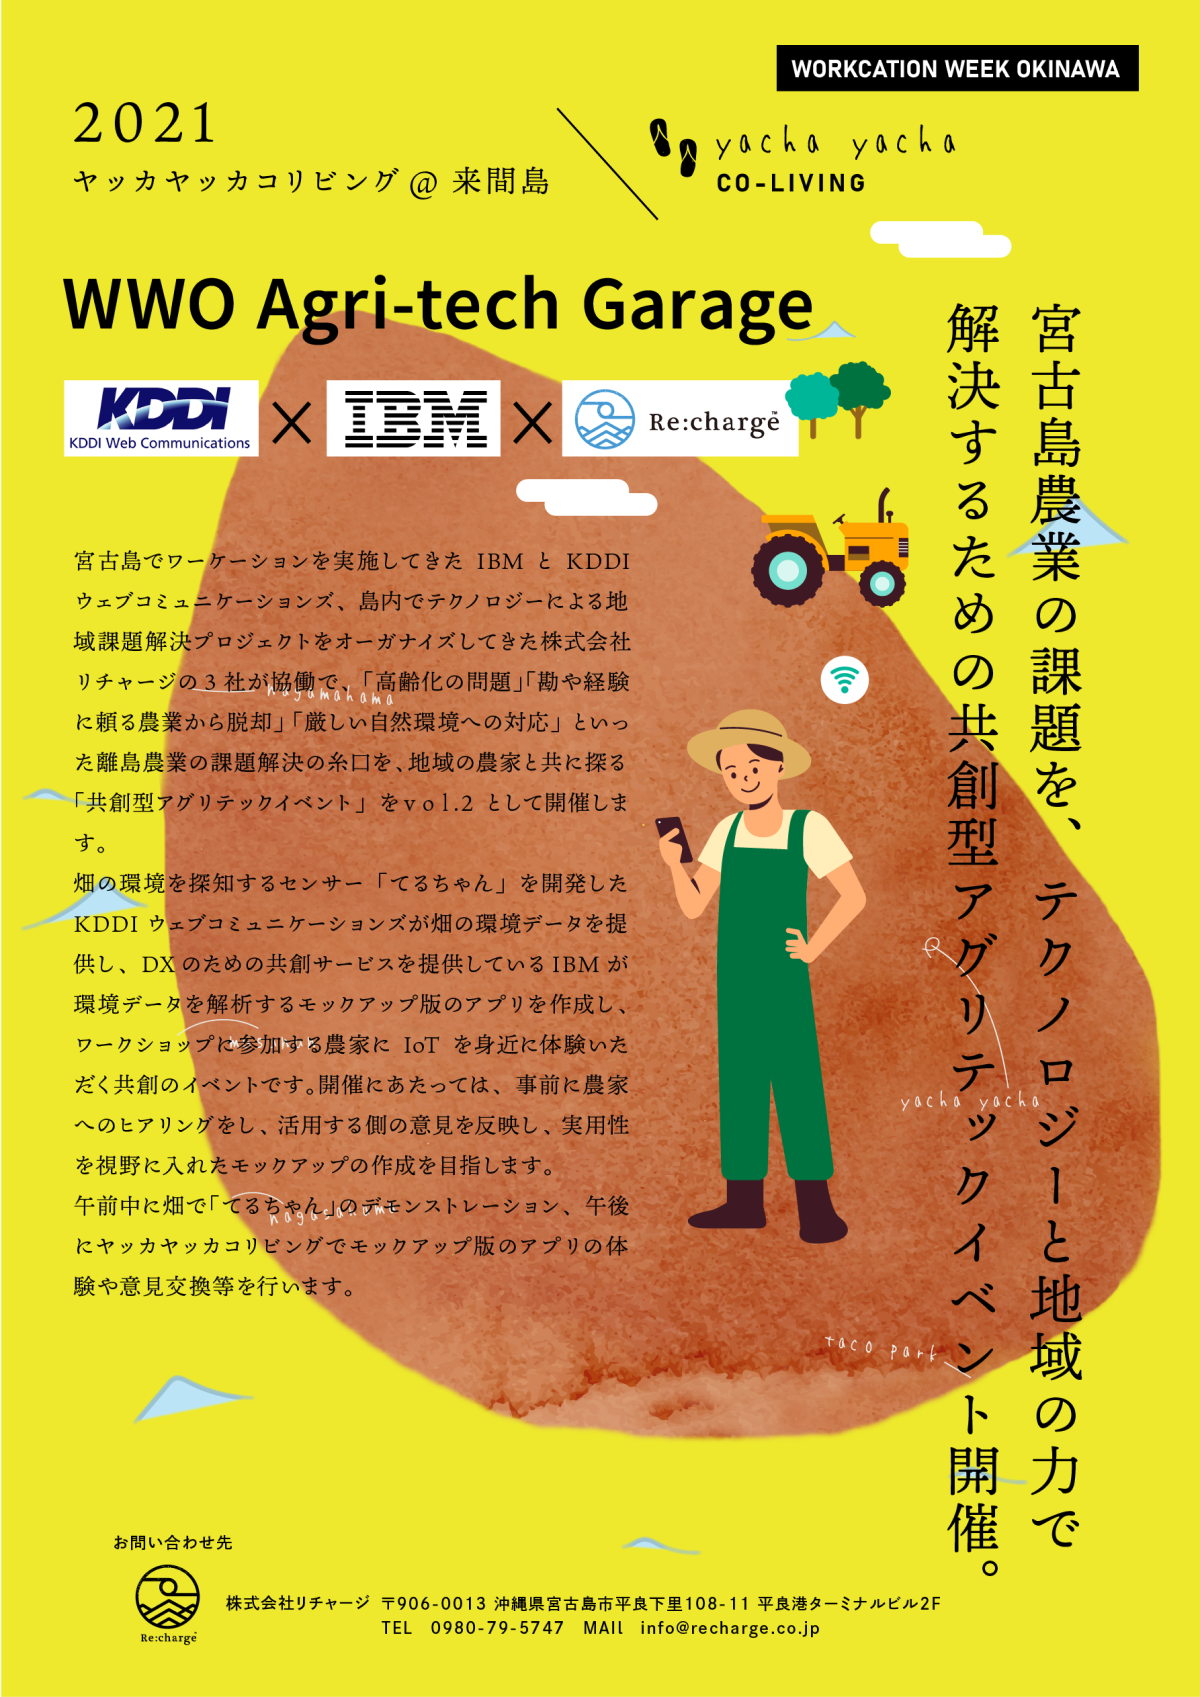 WORKCATION WEEK OKINAWA
2021
ヤッカヤッカコリビング@来間島
yacha yacha
CO-LIVING
WWO Agri-tech Garage
KDDI
KDDI Web Communications
×
IBM
×
Re:charge™
宮古島農業の課題を、テクノロジーと地域の力で
解決するための共創型アグリテックイベント開催。
宮古島でワーケーションを実施してきた IBM と KDDI
ウェブコミュニケーションズ、島内でテクノロジーによる地
域課題解決プロジェクトをオーガナイズしてきた株式会社
リチャージの 3 社が協働で、「高齢化の問題」「勘や経験
に頼る農業から脱却」「厳しい自然環境への対応」といっ
た離島農業の課題解決の糸口を、地域の農家と共に探る
「共創型アグリテックイベント」をvol.2 として開催しま
す。
畑の環境を探知するセンサー「てるちゃん」を開発した
KDDI ウェブコミュニケーションズが畑の環境データを提
供し、DX のための共創サービスを提供している IBM が
環境データを解析するモックアップ版のアプリを作成し、
ワークショップに参加する農家に IoT を身近に体験いた
だく共創のイベントです。開催にあたっては、事前に農家
へのヒアリングをし、活用する側の意見を反映し、実用性
を視野に入れたモックアップの作成を目指します。
午前中に畑で「てるちゃん」のデモンストレーション、午後
にヤッカヤッカコリビングでモックアップ版のアプリの体
験や意見交換等を行います。
nagamahama
nagasahama
yacha yacha
taco park
お問い合わせ先
Re:charge
株式会社リチャージ 〒906-0013 沖縄県宮古島市平良下里108-11 平良港ターミナルビル2F
TEL 0980-79-5747 MAIl info@recharge.co.jp